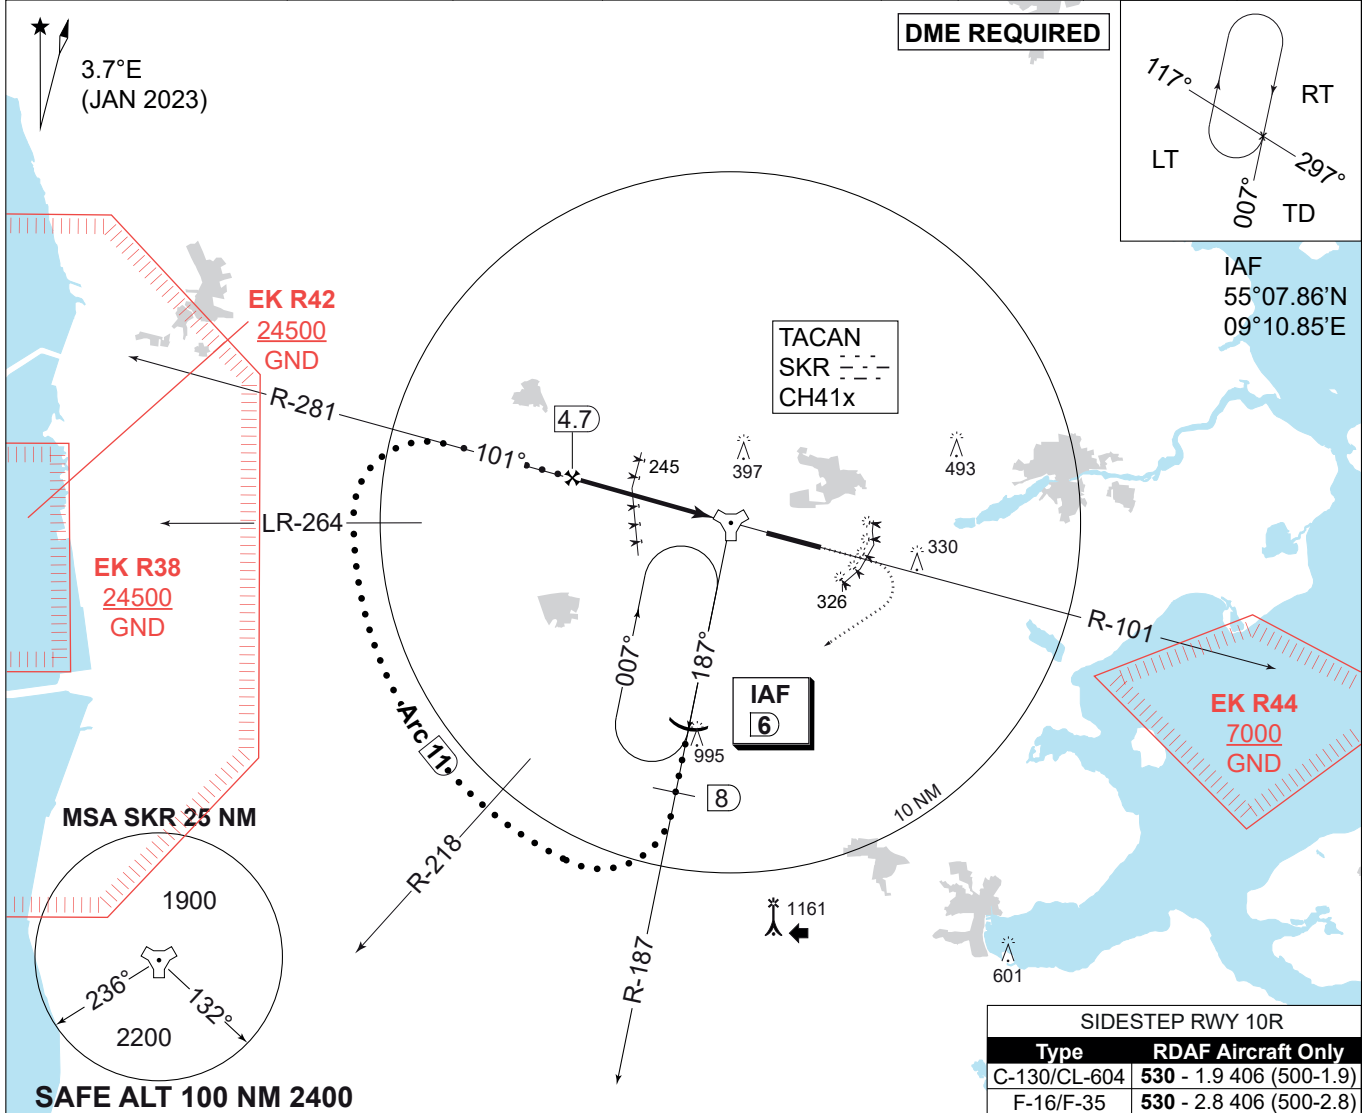 DME REQUIRED
3.7°E
(JAN 2023)
117°
RT
LT
297°
007°
TD
IAF
55°07.86'N
09°10.85'E
EK R42
24500
GND
TACAN
SKR
CH41x
R-281
4.7
101°
245
397
493
LR-264
330
326
EK R38
24500
GND
R-101
007°
187°
IAF
6
995
EK R44
7000
GND
Arc 11
8
10 NM
MSA SKR 25 NM
R-218
1900
1161
R-187
236°
132°
601
2200
SAFE ALT 100 NM 2400
SIDESTEP RWY 10R
Type RDAF Aircraft Only
C-130/CL-604 530 - 1.9 406 (500-1.9)
F-16/F-35 530 - 2.8 406 (500-2.8)